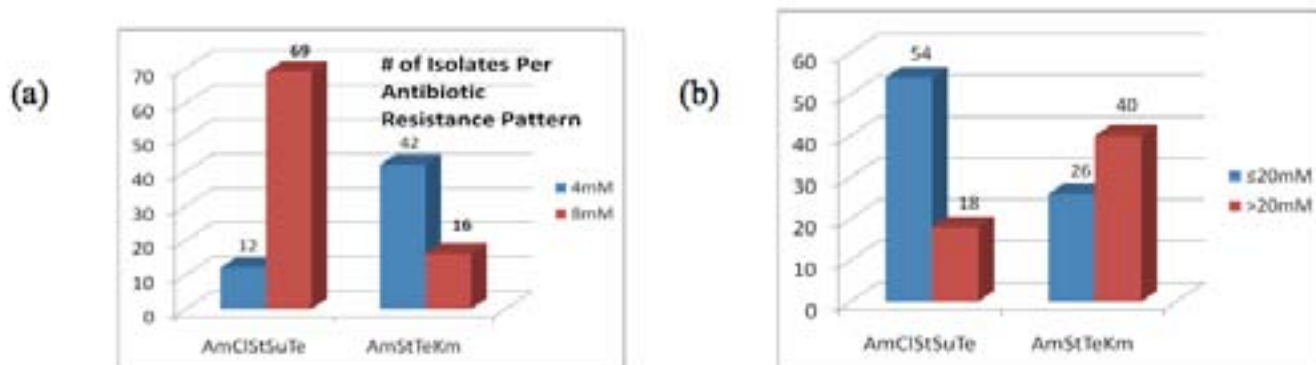 (a)
# of Isolates Per
Antibiotic
Resistance Pattern
70
60
50
40
30
20
10
0
12
69
42
16
AmClStSuTe
AmStTeKm
4mM
8mM
(b)
60
50
40
30
20
10
0
54
18
26
40
AmClStSuTe
AmStTeKm
≤20mM
>20mM